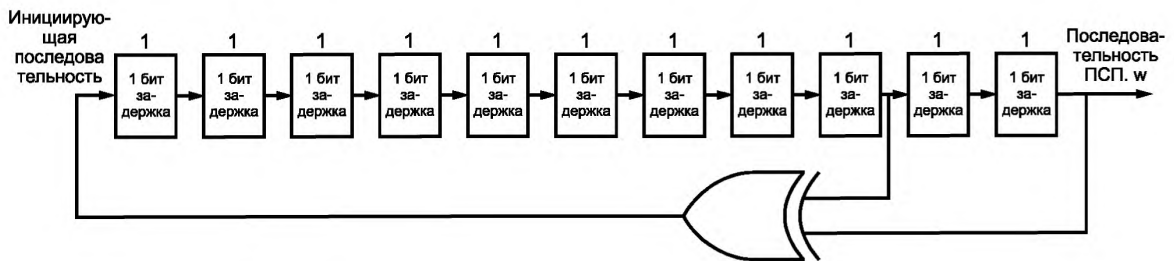 Инициирую-
щая
последова
тельность
1 1 1 1 1 1 1 1 1 1 1
Последова-
тельность
ПСП. w
1 бит 1 бит 1 бит 1 бит 1 бит 1 бит 1 бит 1 бит 1 бит 1 бит 1 бит
за- за- за- за- за- за- за- за- за- за- за-
держка держка держка держка держка держка держка держка держка держка держка